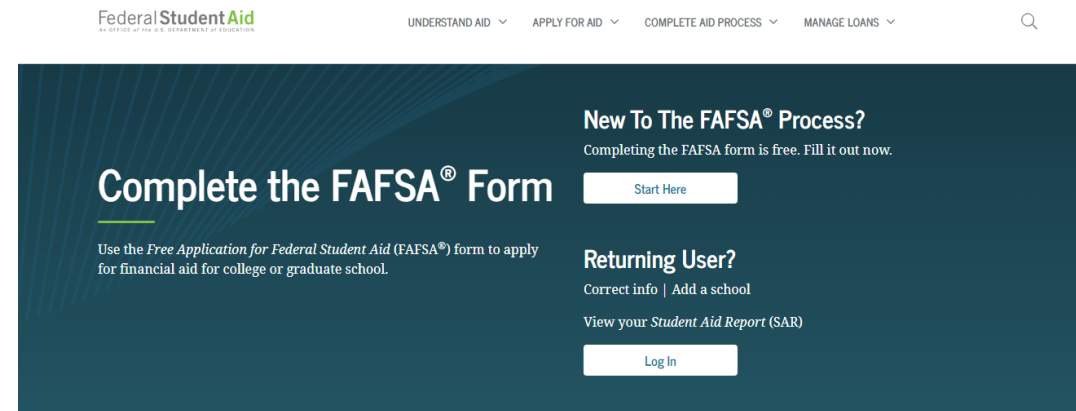 Federal Student Aid
An OFFICE of the U.S. DEPARTMENT of EDUCATION
UNDERSTAND AID
APPLY FOR AID
COMPLETE AID PROCESS
MANAGE LOANS
Complete the FAFSA® Form
Use the Free Application for Federal Student Aid (FAFSA®) form to apply
for financial aid for college or graduate school.
New To The FAFSA® Process?
Completing the FAFSA form is free. Fill it out now.
Start Here
Returning User?
Correct info | Add a school
View your Student Aid Report (SAR)
Log In